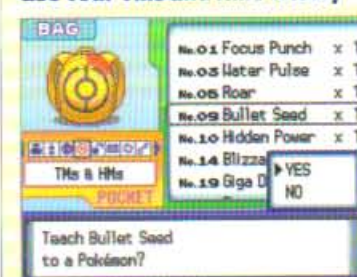 BAG
No.01 Focus Punch x 1
No.03 Water Pulse x 1
No.05 Roar x 1
No.09 Bullet Seed x 1
No.10 Hidden Power x 1
No.14 Blizza
No.19 Giga D
YES
NO
TMs & HMs
POCKET
Teach Bullet Seed
to a Pokémon?